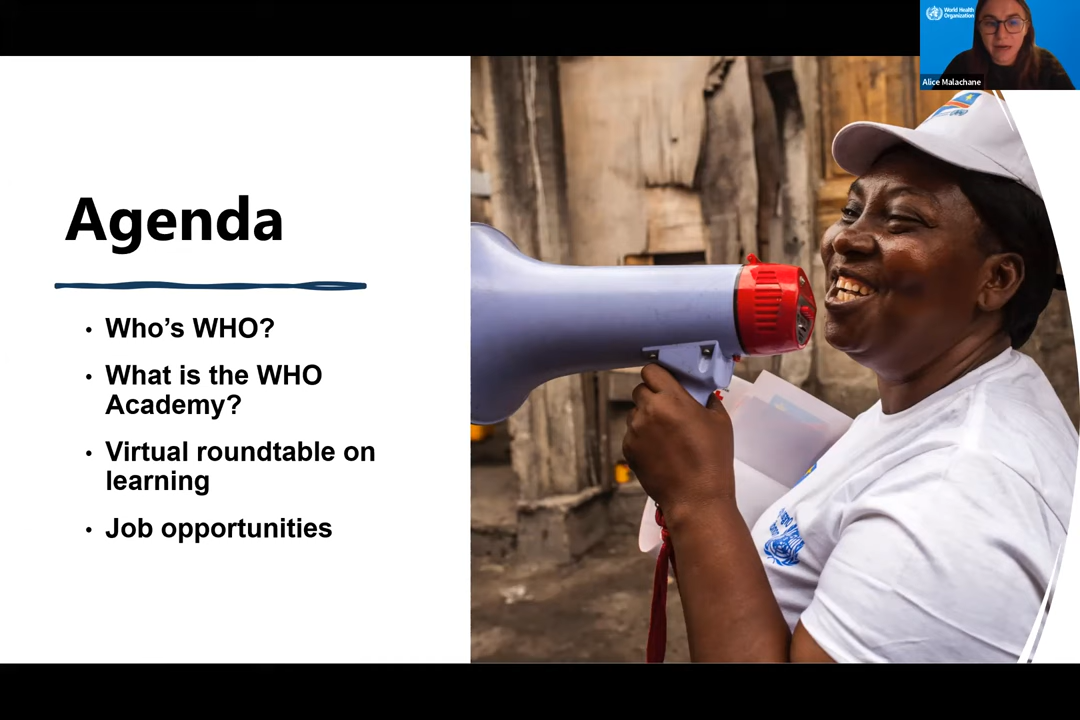 World Health
Organization
Alice Malachane
Agenda
• Who’s WHO?
• What is the WHO
Academy?
• Virtual roundtable on
learning
• Job opportunities